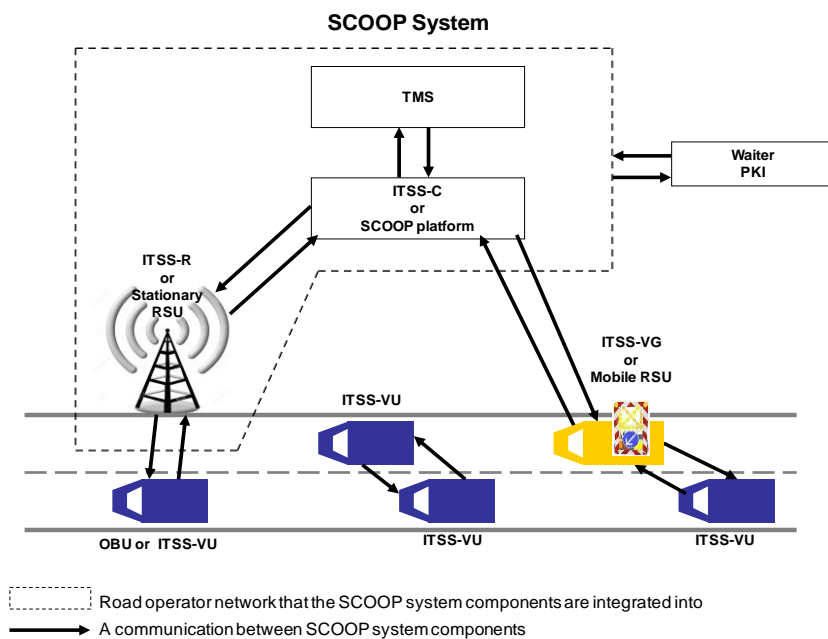 SCOOP System
TMS
Waiter
PKI
ITSS-C
or
SCOOP platform
ITSS-R
or
Stationary
RSU
ITSS-VG
or
Mobile RSU
ITSS-VU
OBU or ITSS-VU
ITSS-VU
ITSS-VU
Road operator network that the SCOOP system components are integrated into
A communication between SCOOP system components